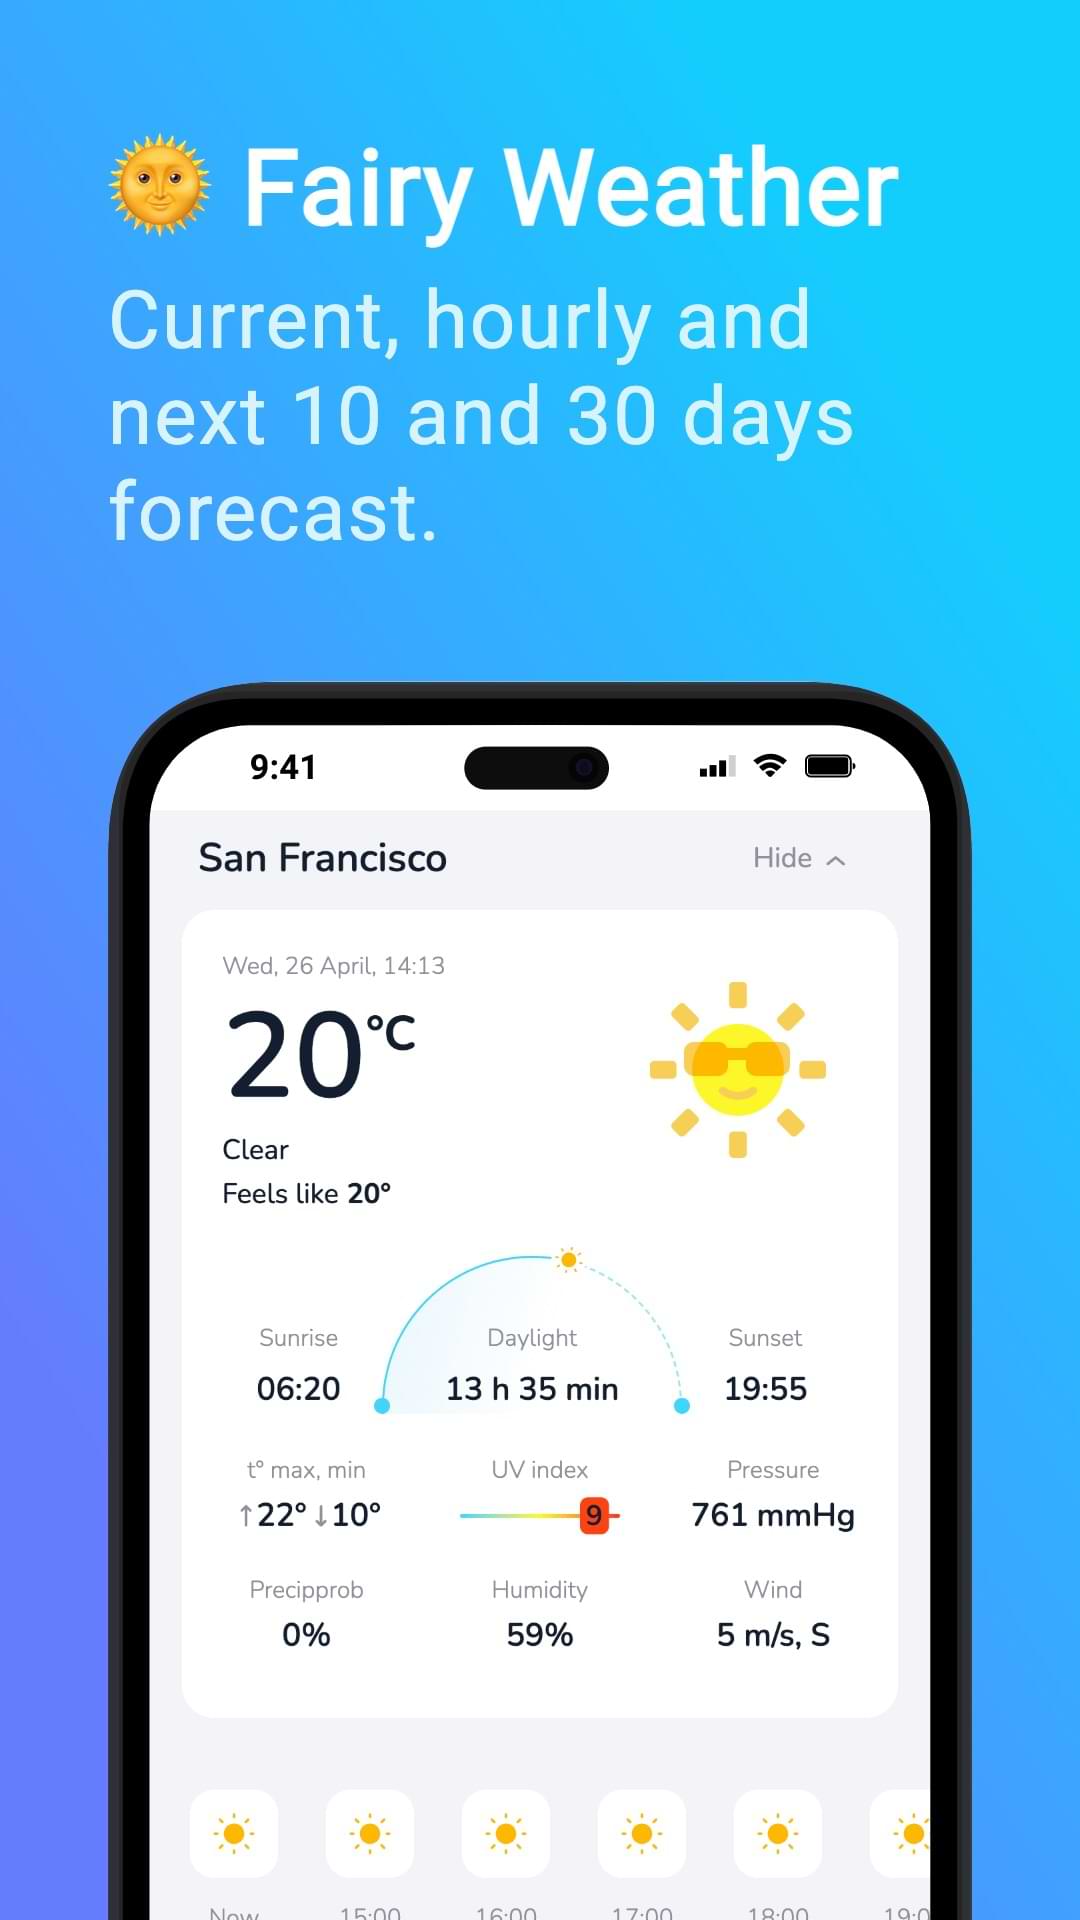 Fairy Weather
Current, hourly and
next 10 and 30 days
forecast.
9:41
San Francisco
Hide
Wed, 26 April, 14:13
20°C
Clear
Feels like 20°
Sunrise
Daylight
Sunset
06:20
13 h 35 min
19:55
t° max, min
UV index
Pressure
↑22° ↓10°
9
761 mmHg
Precipprob
Humidity
Wind
0%
59%
5 m/s, S
Now
15:00
16:00
17:00
18:00